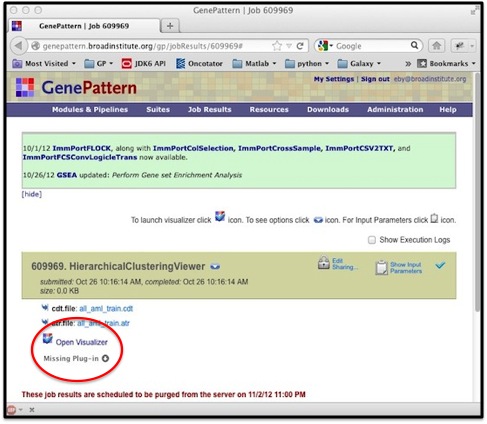 GenePattern | Job 609969
GenePattern | Job 609969
genepattern.broadinstitute.org/gp/jobResults/609969#
Google
Most Visited
GP
JDK6 API
Oncotator
Matlab
python
Galaxy
»
Bookmarks
GenePattern
My Settings | Sign out eby@broadinstitute.org
Modules & Pipelines Suites Job Results Resources Downloads Administration Help
10/1/12 ImmPortFLOCK, along with ImmPortColSelection, ImmPortCrossSample, ImmPortCSV2TXT, and
ImmPortFCSConvLogicleTrans now available.
10/26/12 GSEA updated: Perform Gene set Enrichment Analysis
[hide]
To launch visualizer click icon. To see options click icon. For Input Parameters click icon.
Show Execution Logs
609969. HierarchicalClusteringViewer
Edit
Sharing...
Show Input
Parameters
submitted: Oct 26 10:16:14 AM, completed: Oct 26 10:16:14 AM
size: 0.0 KB
cdt.file: all_aml_train.cdt
atr.file: all_aml_train.atr
Open Visualizer
Missing Plug-in
These job results are scheduled to be purged from the server on 11/2/12 11:00 PM